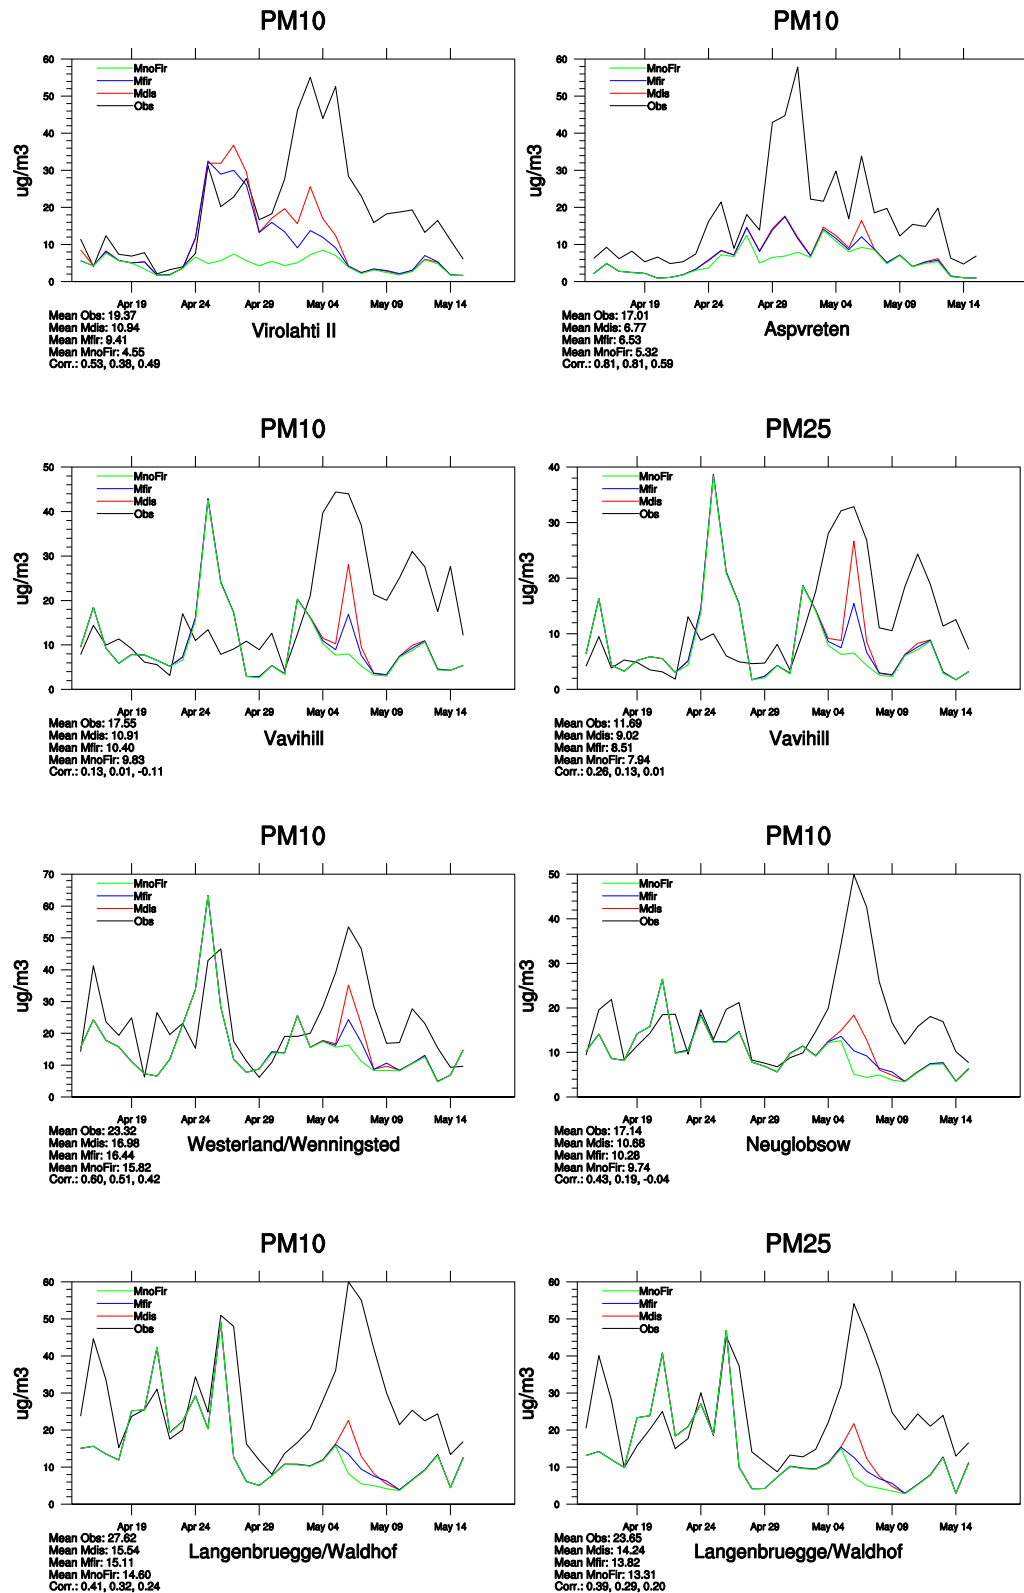 PM10
60
50
40
30
20
10
0
ug/m3
MnoFir
Mfir
Mdis
Obs
Apr 19
Apr 24
Apr 29
May 04
May 09
May 14
Mean Obs: 19.37
Mean Mdis: 10.94
Mean Mfir: 9.41
Mean MnoFir: 4.55
Corr.: 0.53, 0.38, 0.49
Virolahti II
PM10
60
50
40
30
20
10
0
ug/m3
MnoFir
Mfir
Mdis
Obs
Apr 19
Apr 24
Apr 29
May 04
May 09
May 14
Mean Obs: 17.01
Mean Mdis: 6.77
Mean Mfir: 6.53
Mean MnoFir: 5.32
Corr.: 0.81, 0.81, 0.59
Aspvreten
PM10
50
40
30
20
10
0
ug/m3
MnoFir
Mfir
Mdis
Obs
Apr 19
Apr 24
Apr 29
May 04
May 09
May 14
Mean Obs: 17.55
Mean Mdis: 10.91
Mean Mfir: 10.40
Mean MnoFir: 9.83
Corr.: 0.13, 0.01, -0.11
Vavihill
PM25
40
30
20
10
0
ug/m3
MnoFir
Mfir
Mdis
Obs
Apr 19
Apr 24
Apr 29
May 04
May 09
May 14
Mean Obs: 11.69
Mean Mdis: 9.02
Mean Mfir: 8.51
Mean MnoFir: 7.94
Corr.: 0.26, 0.13, 0.01
Vavihill
PM10
70
60
50
40
30
20
10
0
ug/m3
MnoFir
Mfir
Mdis
Obs
Apr 19
Apr 24
Apr 29
May 04
May 09
May 14
Mean Obs: 23.32
Mean Mdis: 16.98
Mean Mfir: 16.44
Mean MnoFir: 15.82
Corr.: 0.60, 0.51, 0.42
Westerland/Wenningsted
PM10
50
40
30
20
10
0
ug/m3
MnoFir
Mfir
Mdis
Obs
Apr 19
Apr 24
Apr 29
May 04
May 09
May 14
Mean Obs: 17.14
Mean Mdis: 10.68
Mean Mfir: 10.28
Mean MnoFir: 9.74
Corr.: 0.43, 0.19, -0.04
Neuglobsow
PM10
60
50
40
30
20
10
0
ug/m3
MnoFir
Mfir
Mdis
Obs
Apr 19
Apr 24
Apr 29
May 04
May 09
May 14
Mean Obs: 27.62
Mean Mdis: 15.54
Mean Mfir: 15.11
Mean MnoFir: 14.60
Corr.: 0.41, 0.32, 0.24
Langenbruegge/Waldhof
PM25
60
50
40
30
20
10
0
ug/m3
MnoFir
Mfir
Mdis
Obs
Apr 19
Apr 24
Apr 29
May 04
May 09
May 14
Mean Obs: 23.65
Mean Mdis: 14.24
Mean Mfir: 13.82
Mean MnoFir: 13.31
Corr.: 0.39, 0.29, 0.20
Langenbruegge/Waldhof